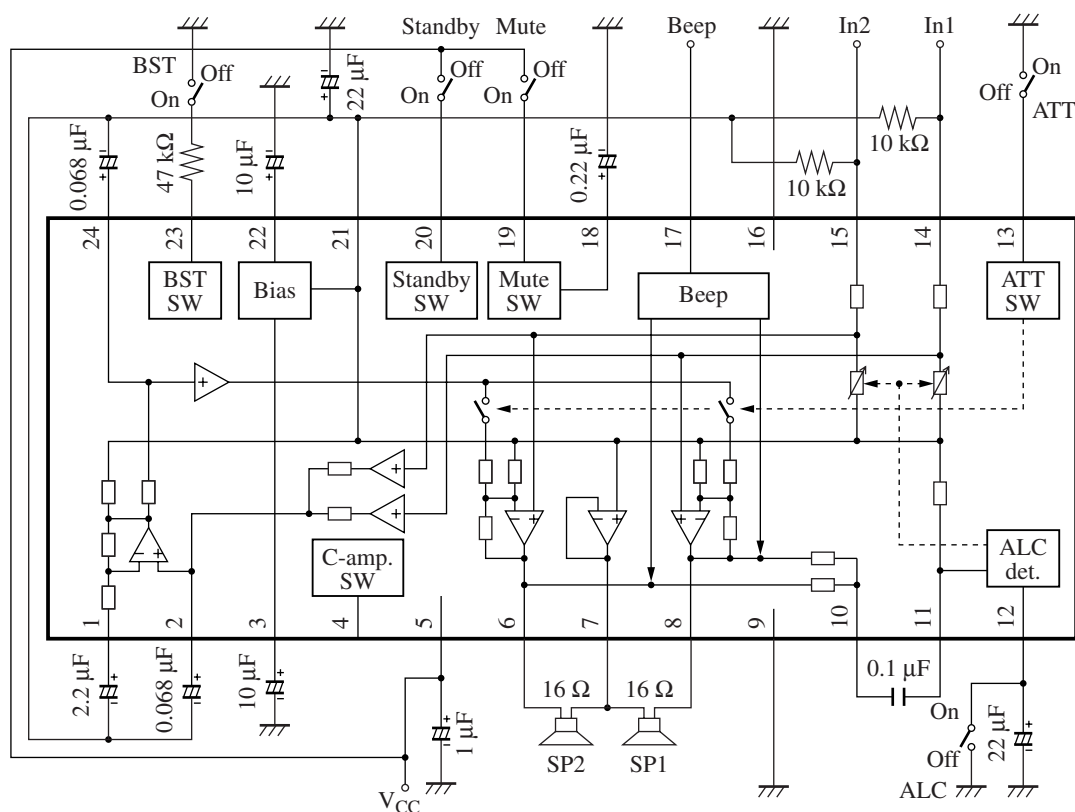 Standby Mute
Beep
In2
In1
BST
Off
On
22 µF
Off
On
Off
On
On
Off
ATT
0.068 µF
47 kΩ
10 µF
0.22 µF
10 kΩ
10 kΩ
24
23
22
21
20
19
18
17
16
15
14
13
BST
SW
Bias
Standby
SW
Mute
SW
Beep
ATT
SW
+
+
+
− +
− +
− +
+ −
C-amp.
SW
ALC
det.
1
2
3
4
5
6
7
8
9
10
11
12
2.2 µF
0.068 µF
10 µF
1 µF
16 Ω
16 Ω
0.1 µF
On
Off
22 µF
SP2
SP1
VCC
ALC